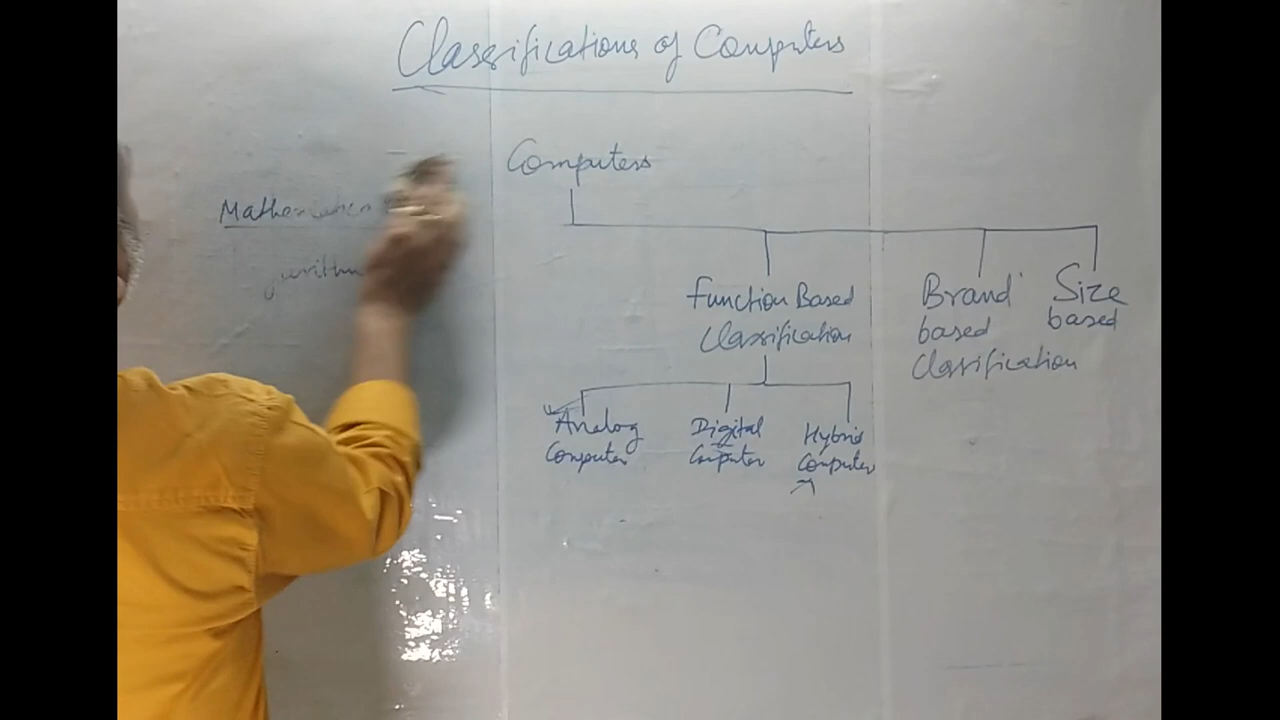 Classifications of Computers
Computers
Function Based
Classification
Brand
based
Classification
Size
based
Analog
Computer
Digital
Computer
Hybrid
Computer